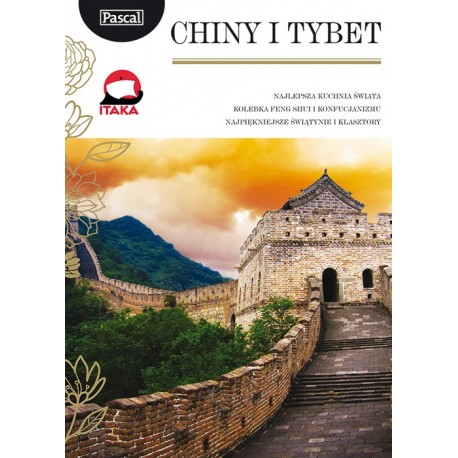 Pascal
CHINY I TYBET
ITAKA
NAJLEPSZA KUCHNIA ŚWIATA
KOLEBKA FENG SHUI I KONFUCJANIZMU
NAJPIĘKNIEJSZE ŚWIĄTYNIE I KLASZTORY